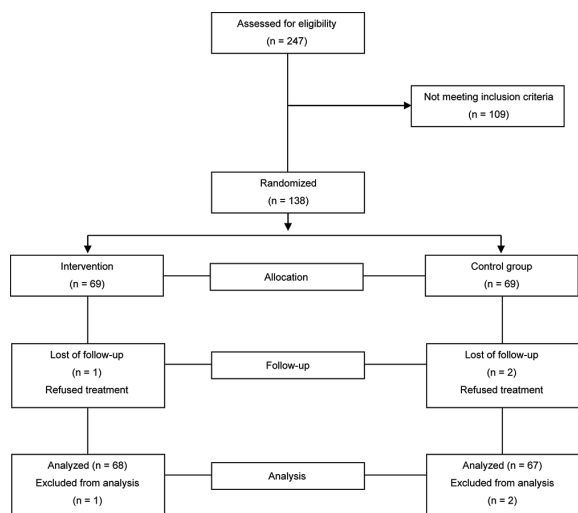 Assessed for eligibility
(n = 247)
Not meeting inclusion criteria
(n = 109)
Randomized
(n = 138)
Intervention
(n = 69)
Allocation
Control group
(n = 69)
Lost of follow-up
(n = 1)
Refused treatment
Follow-up
Lost of follow-up
(n = 2)
Refused treatment
Analyzed (n = 68)
Excluded from analysis
(n = 1)
Analysis
Analyzed (n = 67)
Excluded from analysis
(n = 2)